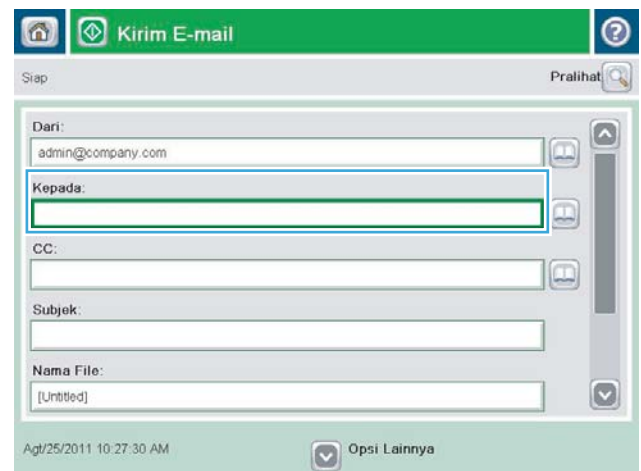 Kirim E-mail
Siap
Pralihat
Dari:
admin@company.com
Kepada:
CC:
Subjek:
Nama File:
[Untitled]
Agt/25/2011 10:27:30 AM
Opsi Lainnya